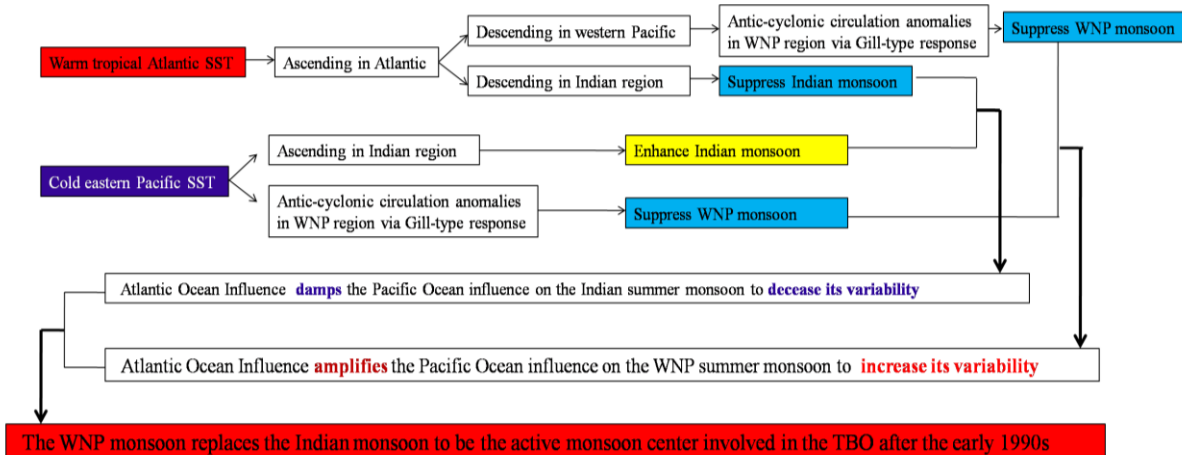 Warm tropical Atlantic SST
Ascending in Atlantic
Descending in western Pacific
Antic-cyclonic circulation anomalies
in WNP region via Gill-type response
Suppress WNP monsoon
Descending in Indian region
Suppress Indian monsoon
Cold eastern Pacific SST
Ascending in Indian region
Enhance Indian monsoon
Antic-cyclonic circulation anomalies
in WNP region via Gill-type response
Suppress WNP monsoon
Atlantic Ocean Influence damps the Pacific Ocean influence on the Indian summer monsoon to decease its variability
Atlantic Ocean Influence amplifies the Pacific Ocean influence on the WNP summer monsoon to increase its variability
The WNP monsoon replaces the Indian monsoon to be the active monsoon center involved in the TBO after the early 1990s